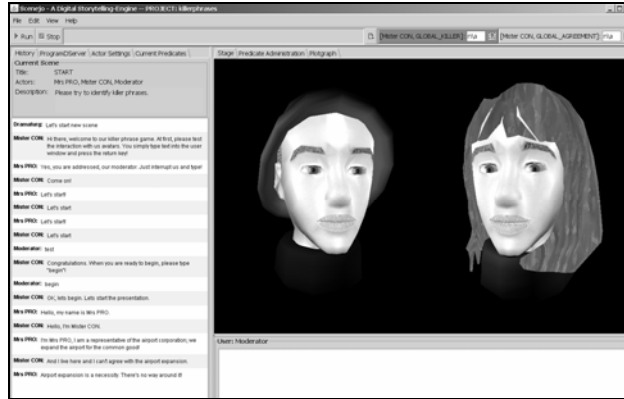 Scenejo - A Digital Storytelling-Engine -- PROJECT: killerphrases
File Edit View Help
Run Stop
[Mister CON, GLOBAL_KILLER]: n\a
[Mister CON, GLOBAL_AGREEMENT]: n\a
History ProgramDServer Actor Settings Current Predicates
Stage Predicate Administration Plotgraph
Current Scene
Title: START
Actors: Mrs PRO, Mister CON, Moderator
Description: Please try to identify killer phrases.
Dramaturg: Let's start new scene
Mister CON: Hi there, welcome to our killer phrase game. At first, please test
the interaction with us avatars. You simply type text into the user
window and press the return key!
Mrs PRO: Yes, you are addressed, our moderator. Just interrupt us and type!
Mister CON: Come on!
Mrs PRO: Let's start!
Mister CON: Let's start
Mrs PRO: Let's start!
Mister CON: Let's start
Moderator: test
Mister CON: Congratulations. When you are ready to begin, please type
"begin"!
Moderator: begin
Mister CON: OK, lets begin. Lets start the presentation.
Mrs PRO: Hello, my name is Mrs PRO.
Mister CON: Hello, I'm Mister CON.
Mrs PRO: I'm Mrs PRO, I am a representative of the airport corporation, we
expand the airport for the common good!
Mister CON: And I live here and I can't agree with the airport expansion.
Mrs PRO: Airport expansion is a necessity. There's no way around it!
User: Moderator